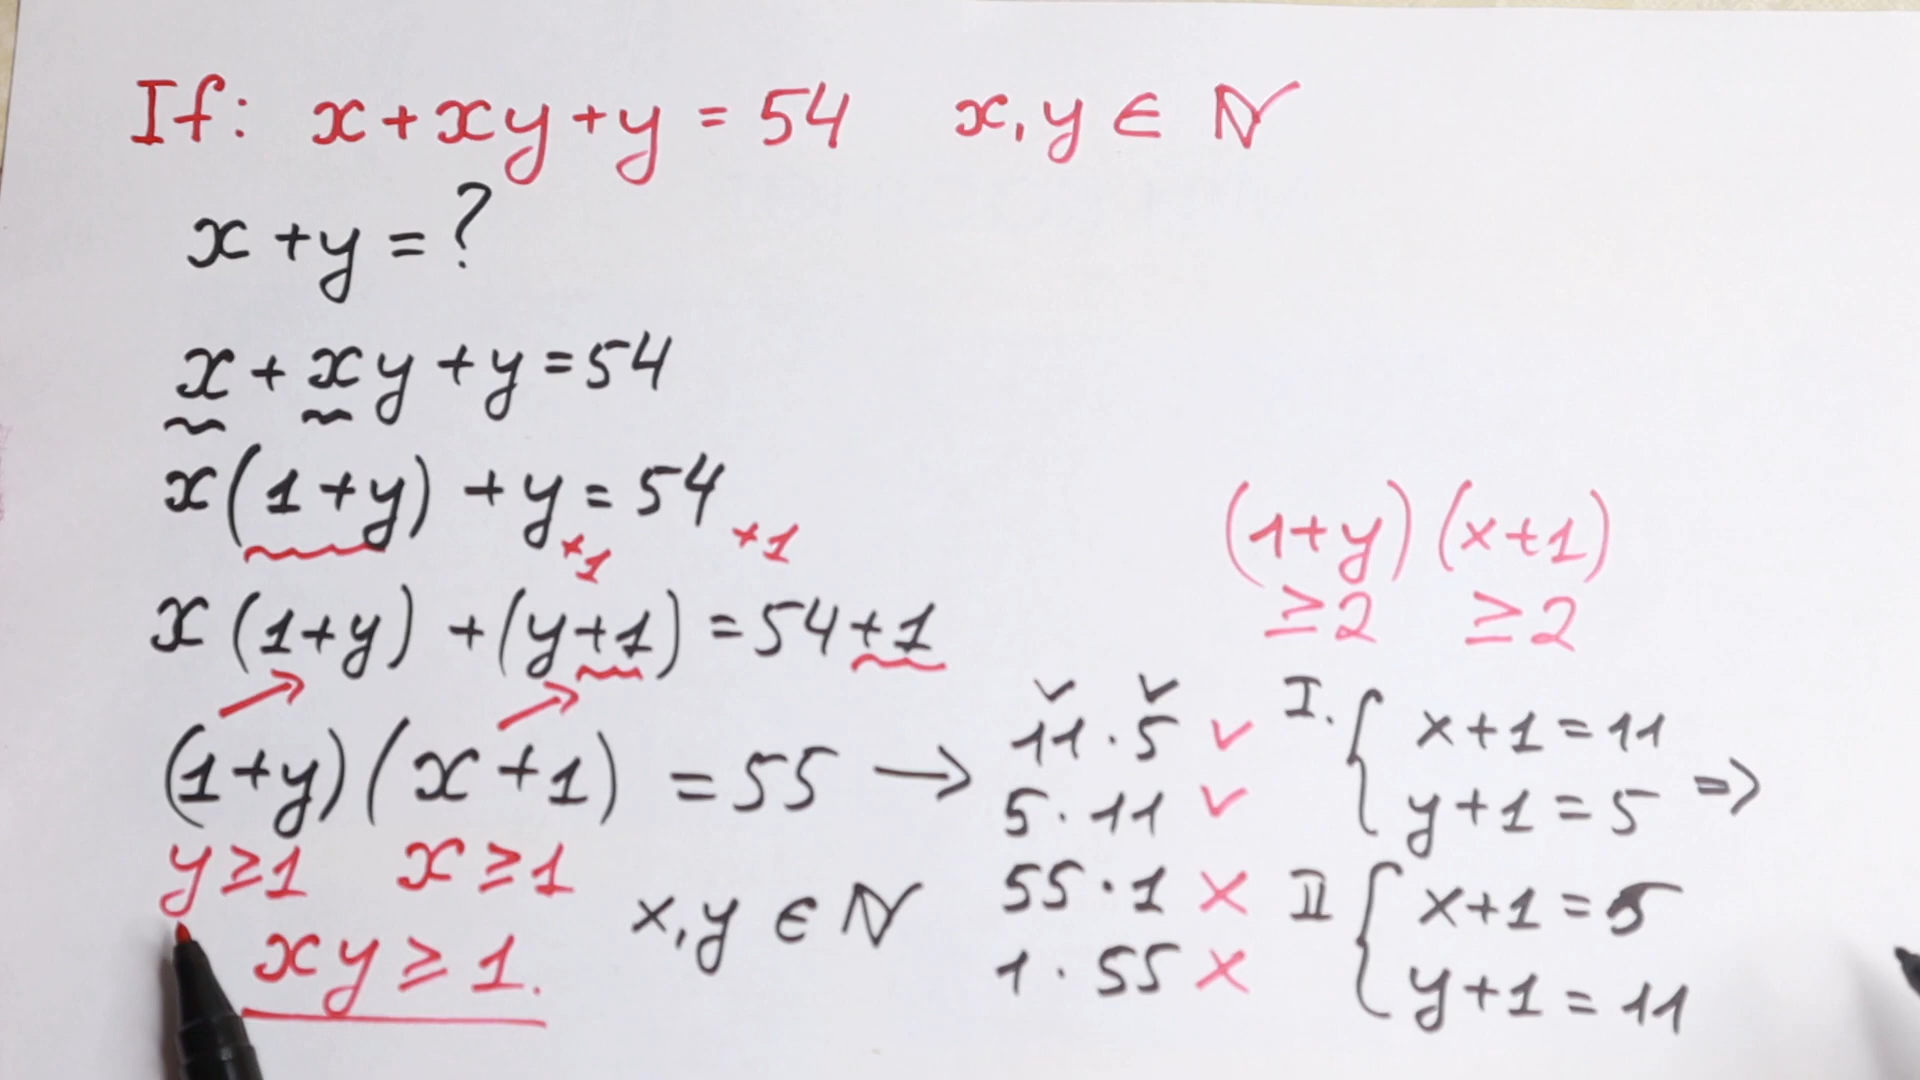 If: x+xy+y = 54 x,y ∈ ℕ
x+y=?
x+xy+y=54
x(1+y)+y=54
+1 +1
x(1+y)+(y+1)=54+1
(1+y)(x+1)=55 →
y≥1 x≥1
xy≥1.
x,y ∈ ℕ
11·5 ✓
5·11 ✓
55·1 ×
1·55 ×
(1+y)(x+1)
≥2 ≥2
I. { x+1=11
y+1=5 ⇒
II { x+1=5
y+1=11